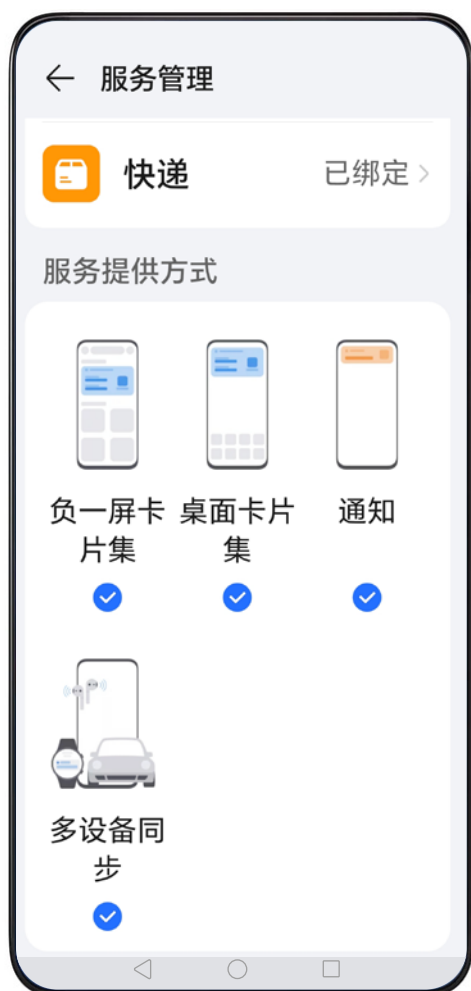 服务管理
快递 已绑定
服务提供方式
负一屏卡 桌面卡片 通知
片集 集
多设备同
步